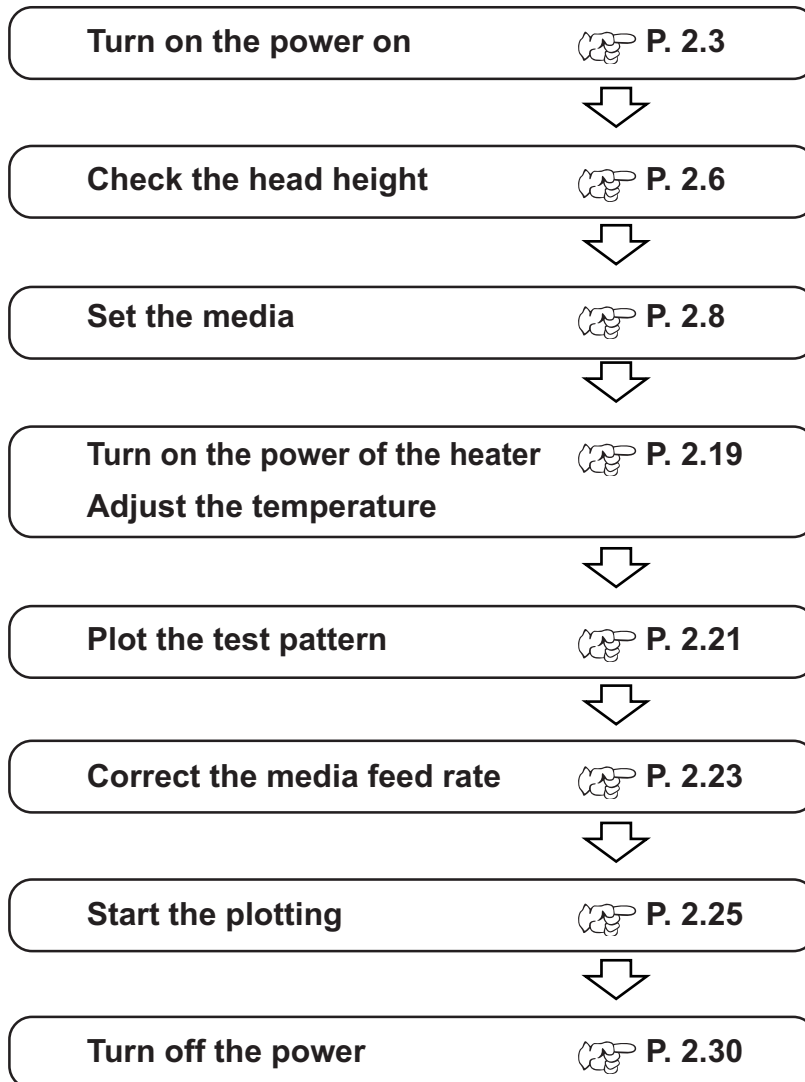 Turn on the power on P. 2.3
Check the head height P. 2.6
Set the media P. 2.8
Turn on the power of the heater P. 2.19
Adjust the temperature
Plot the test pattern P. 2.21
Correct the media feed rate P. 2.23
Start the plotting P. 2.25
Turn off the power P. 2.30